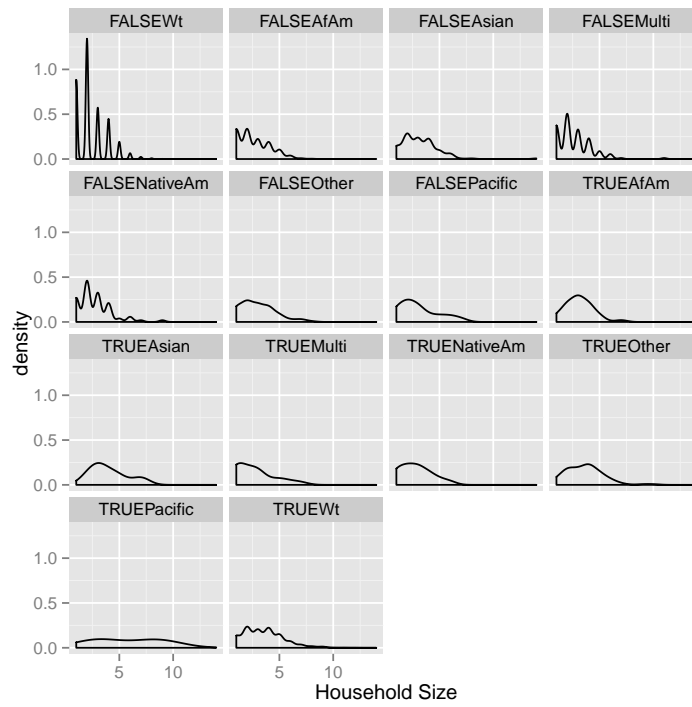 FALSEWt FALSEAfAm FALSEAsian FALSEMulti
1.0
0.5
0.0
FALSENativeAm FALSEOther FALSEPacific TRUEAfAm
1.0
0.5
0.0
density
TRUEAsian TRUEMulti TRUENativeAm TRUEOther
1.0
0.5
0.0
TRUEPacific TRUEWt
1.0
0.5
0.0
5 10 5 10
Household Size